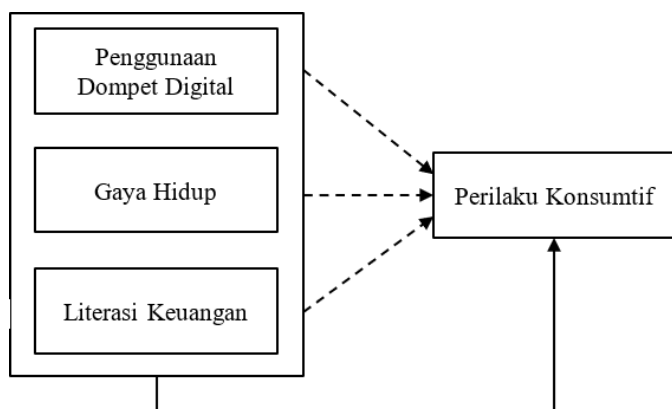 Penggunaan
Dompet Digital
Gaya Hidup
Perilaku Konsumtif
Literasi Keuangan